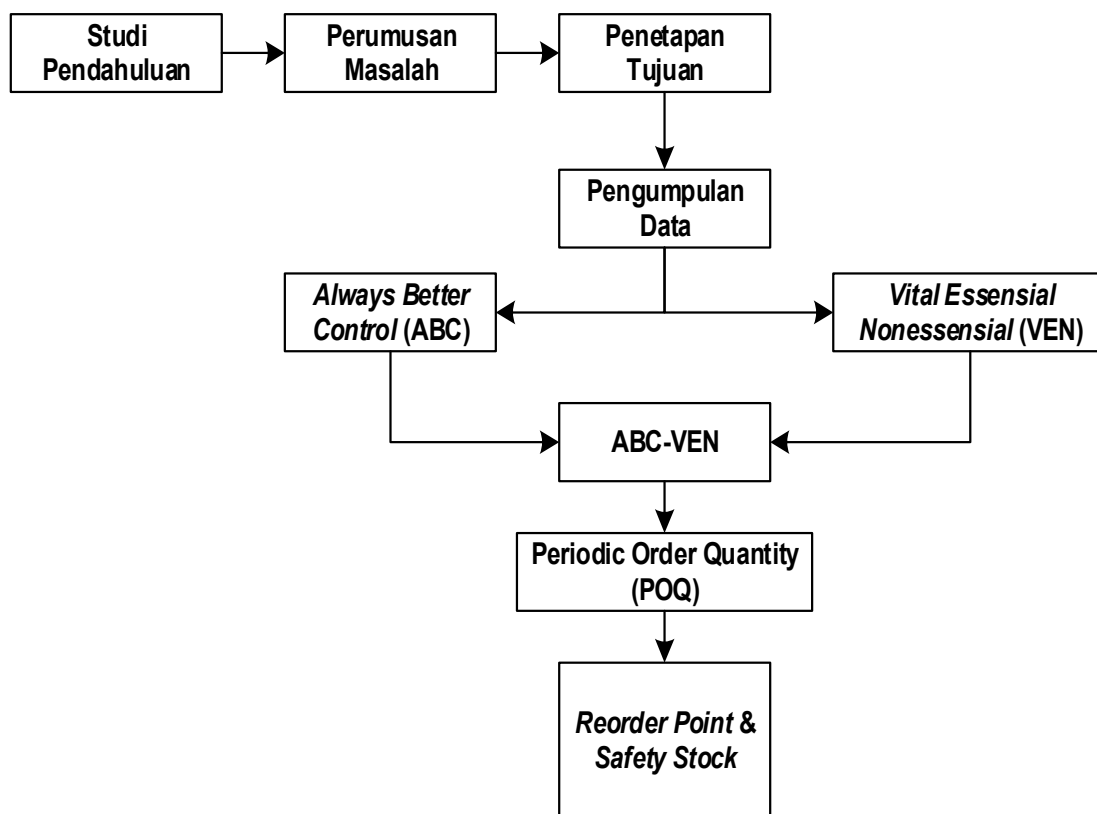 Studi
Pendahuluan
Perumusan
Masalah
Penetapan
Tujuan
Pengumpulan
Data
Always Better
Control (ABC)
Vital Essensial
Nonessensial (VEN)
ABC-VEN
Periodic Order Quantity
(POQ)
Reorder Point &
Safety Stock